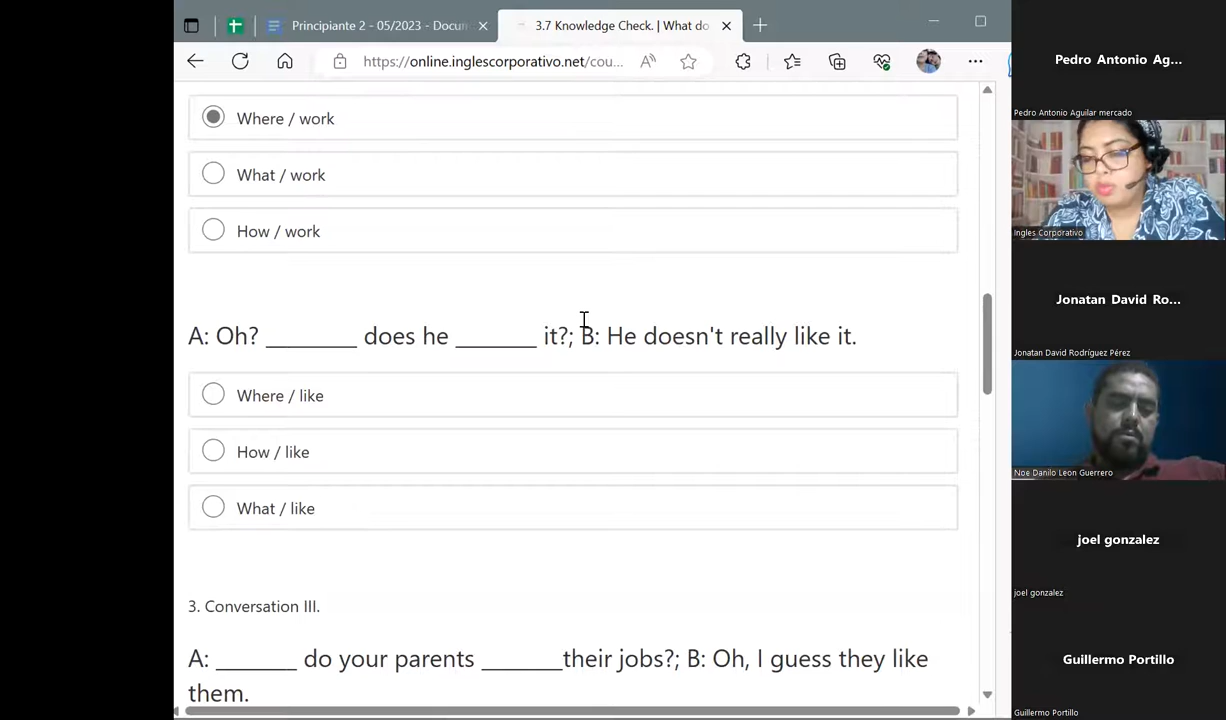 Principiante 2 - 05/2023 - Docun
3.7 Knowledge Check. | What do
https://online.inglescorporativo.net/cou...
Where / work
What / work
How / work
A: Oh? ________ does he _______ it?; B: He doesn't really like it.
Where / like
How / like
What / like
3. Conversation III.
A: _______ do your parents _______their jobs?; B: Oh, I guess they like
them.
Pedro Antonio Ag...
Pedro Antonio Aguilar mercado
Ingles Corporativo
Jonatan David Ro...
Jonatan David Rodríguez Pérez
Noe Danilo Leon Guerrero
joel gonzalez
joel gonzalez
Guillermo Portillo
Guillermo Portillo